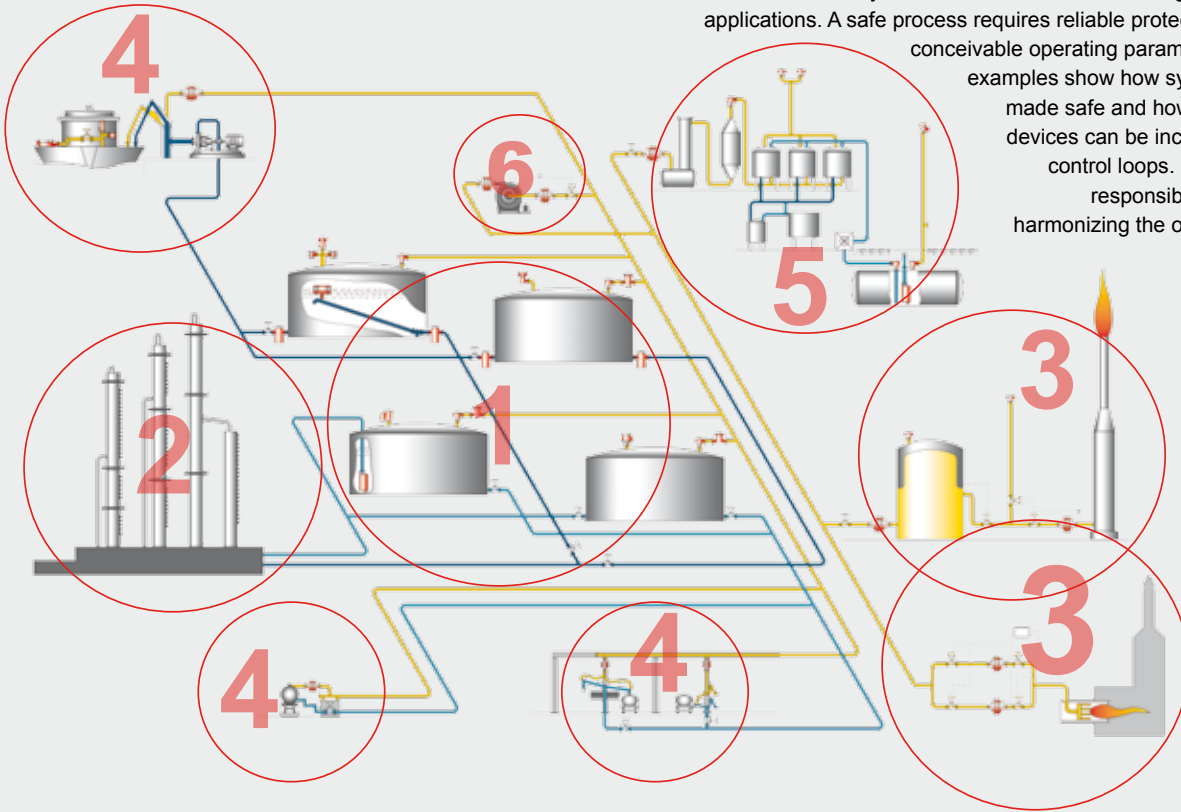 applications. A safe process requires reliable protec
conceivable operating param
examples show how sy
made safe and how
devices can be inc
control loops.
responsib
harmonizing the o
4
6
5
3
1
2
3
4
4